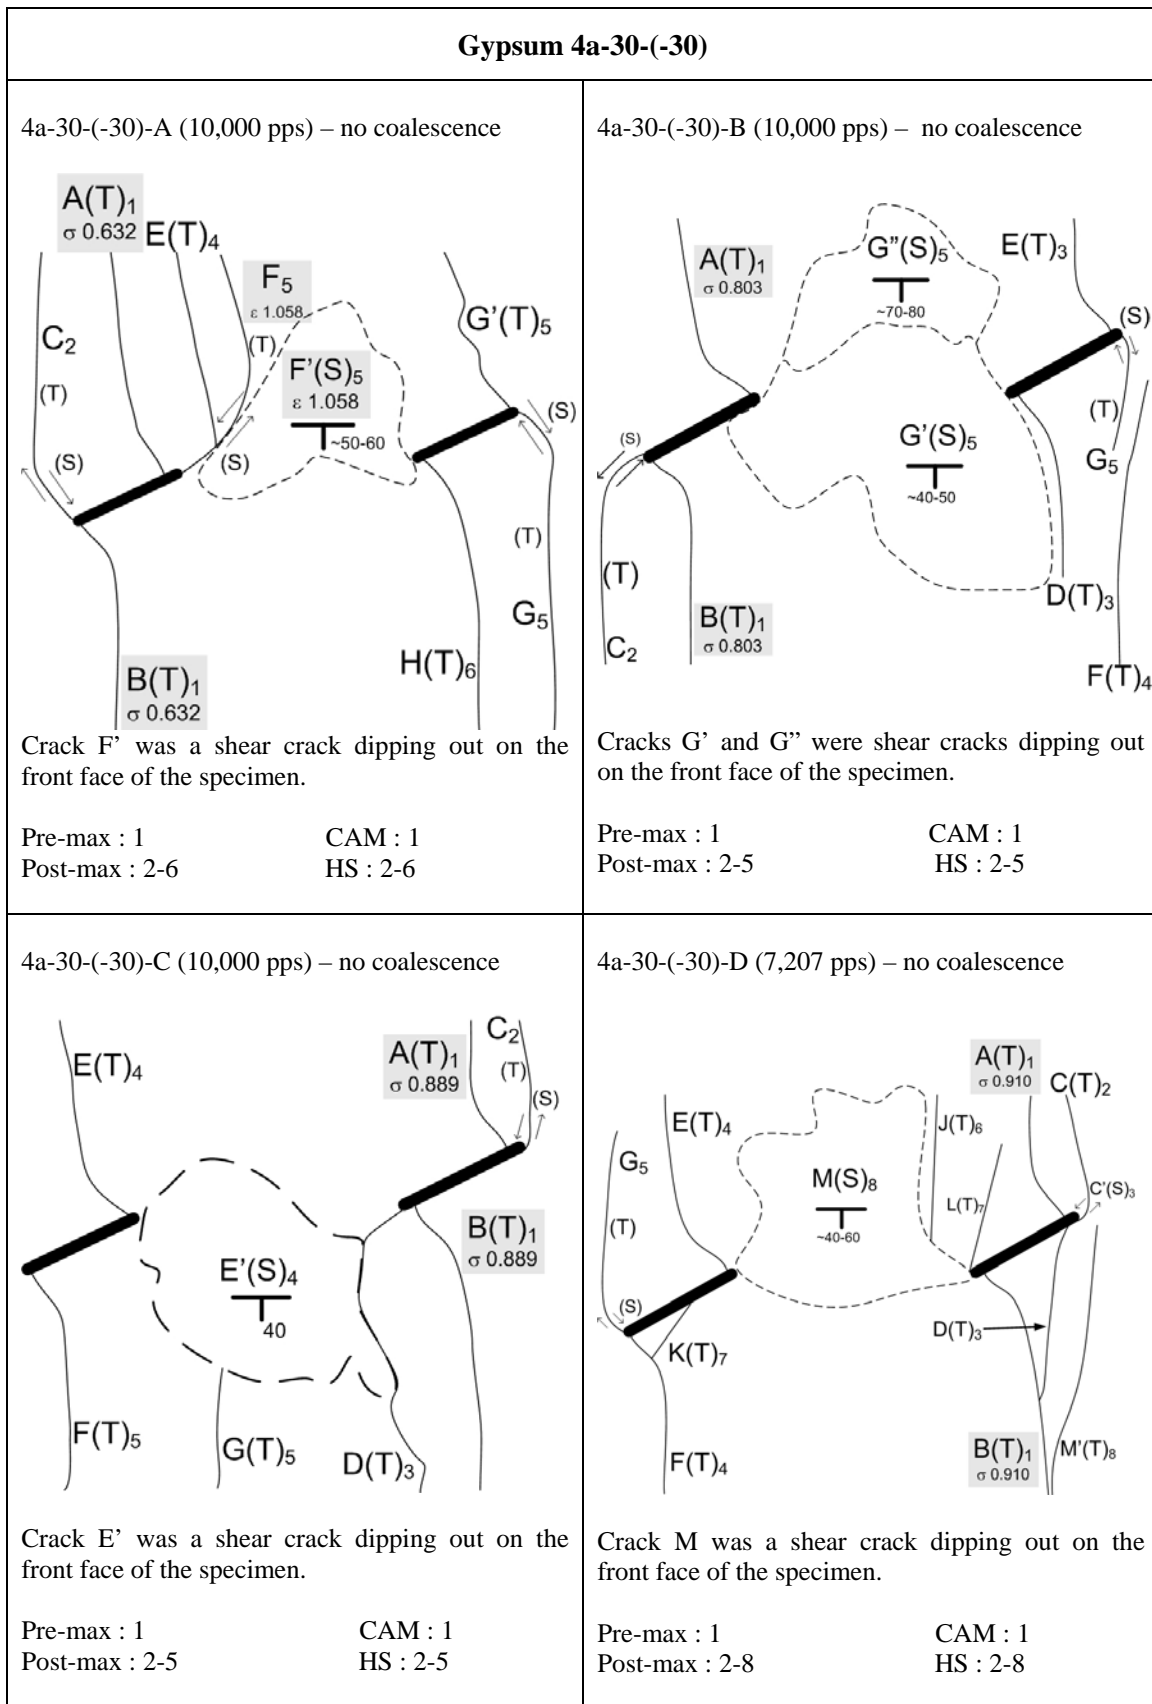 Gypsum 4a-30-(-30)
4a-30-(-30)-A (10,000 pps) – no coalescence
A(T)₁
σ 0.632
E(T)₄
F₅
ε 1.058
(T)
C₂
(T)
(S)
F'(S)₅
ε 1.058
~50-60
(S)
G'(T)₅
(S)
(T)
G₅
H(T)₆
B(T)₁
σ 0.632
Crack F’ was a shear crack dipping out on the
front face of the specimen.
Pre-max : 1 CAM : 1
Post-max : 2-6 HS : 2-6
4a-30-(-30)-B (10,000 pps) – no coalescence
A(T)₁
σ 0.803
G"(S)₅
~70-80
E(T)₃
(S)
(S)
(T)
G₅
G'(S)₅
~40-50
(T)
C₂
B(T)₁
σ 0.803
D(T)₃
F(T)₄
Cracks G’ and G” were shear cracks dipping out
on the front face of the specimen.
Pre-max : 1 CAM : 1
Post-max : 2-5 HS : 2-5
4a-30-(-30)-C (10,000 pps) – no coalescence
E(T)₄
A(T)₁
σ 0.889
C₂
(T)
(S)
B(T)₁
σ 0.889
E'(S)₄
40
F(T)₅
G(T)₅
D(T)₃
Crack E’ was a shear crack dipping out on the
front face of the specimen.
Pre-max : 1 CAM : 1
Post-max : 2-5 HS : 2-5
4a-30-(-30)-D (7,207 pps) – no coalescence
A(T)₁
σ 0.910
C(T)₂
E(T)₄
J(T)₆
G₅
(T)
M(S)₈
~40-60
L(T)₇
C'(S)₃
(S)
K(T)₇
D(T)₃
F(T)₄
B(T)₁
σ 0.910
M'(T)₈
Crack M was a shear crack dipping out on the
front face of the specimen.
Pre-max : 1 CAM : 1
Post-max : 2-8 HS : 2-8